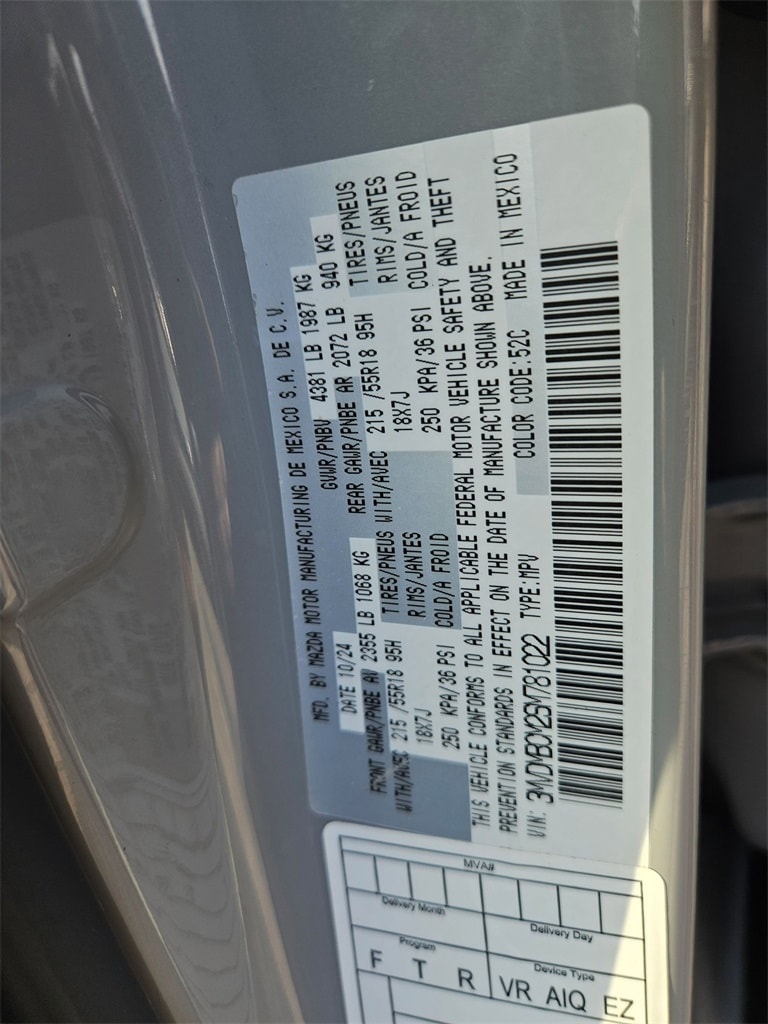 MFD. BY MAZDA MOTOR MANUFACTURING DE MEXICO S.A. DE C.V.
DATE 10/24 GVWR/PNBV 4381 LB 1987 KG
FRONT GAWR/PNBE AV 2355 LB 1068 KG REAR GAWR/PNBE AR 2072 LB 940 KG
WITH/AVEC 215 /55R18 95H TIRES/PNEUS WITH/AVEC 215 /55R18 95H TIRES/PNEUS
18X7J RIMS/JANTES 18X7J RIMS/JANTES
250 KPA/36 PSI COLD/A FROID 250 KPA/36 PSI COLD/A FROID
THIS VEHICLE CONFORMS TO ALL APPLICABLE FEDERAL MOTOR VEHICLE SAFETY AND THEFT
PREVENTION STANDARDS IN EFFECT ON THE DATE OF MANUFACTURE SHOWN ABOVE.
VIN: 3MVDMBCM2SM781022 TYPE:MPV COLOR CODE:52C MADE IN MEXICO
MVA#
Delivery Month Delivery Day
Program Device Type
F T R VR AIQ EZ